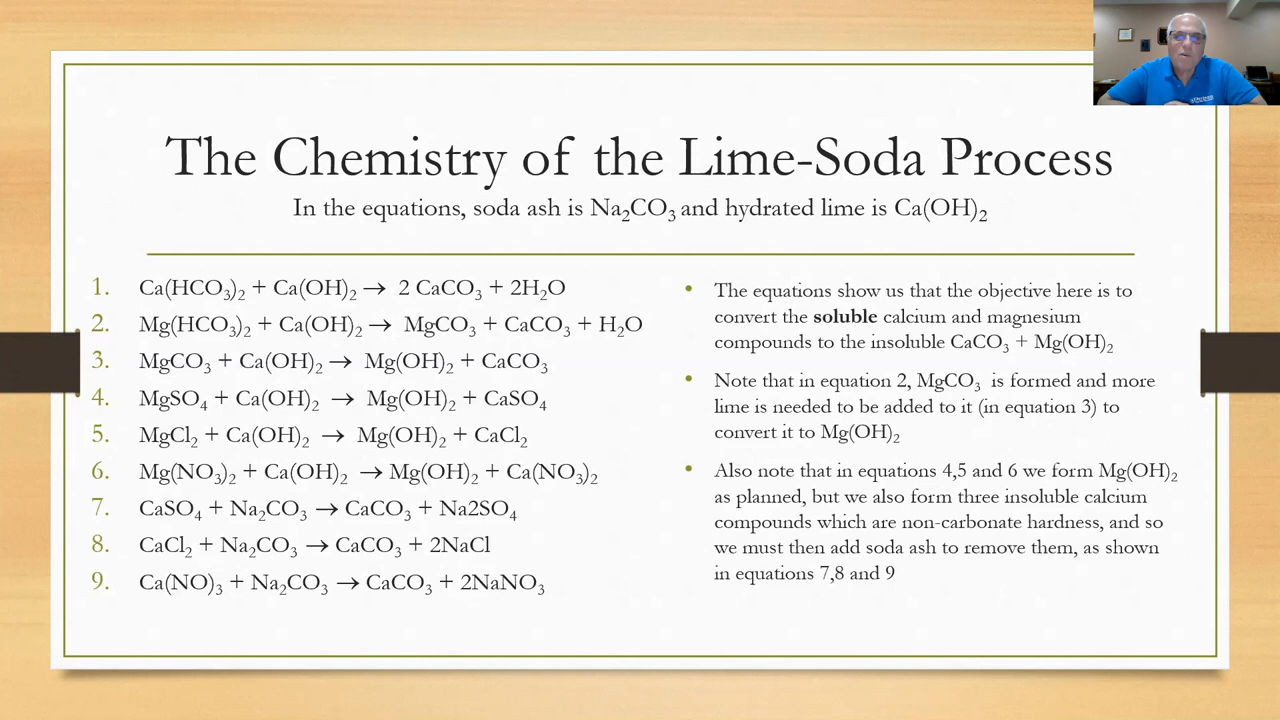 The Chemistry of the Lime-Soda Process
In the equations, soda ash is Na₂CO₃ and hydrated lime is Ca(OH)₂
1. Ca(HCO₃)₂ + Ca(OH)₂ → 2 CaCO₃ + 2H₂O
2. Mg(HCO₃)₂ + Ca(OH)₂ → MgCO₃ + CaCO₃ + H₂O
3. MgCO₃ + Ca(OH)₂ → Mg(OH)₂ + CaCO₃
4. MgSO₄ + Ca(OH)₂ → Mg(OH)₂ + CaSO₄
5. MgCl₂ + Ca(OH)₂ → Mg(OH)₂ + CaCl₂
6. Mg(NO₃)₂ + Ca(OH)₂ → Mg(OH)₂ + Ca(NO₃)₂
7. CaSO₄ + Na₂CO₃ → CaCO₃ + Na2SO₄
8. CaCl₂ + Na₂CO₃ → CaCO₃ + 2NaCl
9. Ca(NO)₃ + Na₂CO₃ → CaCO₃ + 2NaNO₃
• The equations show us that the objective here is to
convert the soluble calcium and magnesium
compounds to the insoluble CaCO₃ + Mg(OH)₂
• Note that in equation 2, MgCO₃ is formed and more
lime is needed to be added to it (in equation 3) to
convert it to Mg(OH)₂
• Also note that in equations 4,5 and 6 we form Mg(OH)₂
as planned, but we also form three insoluble calcium
compounds which are non-carbonate hardness, and so
we must then add soda ash to remove them, as shown
in equations 7,8 and 9